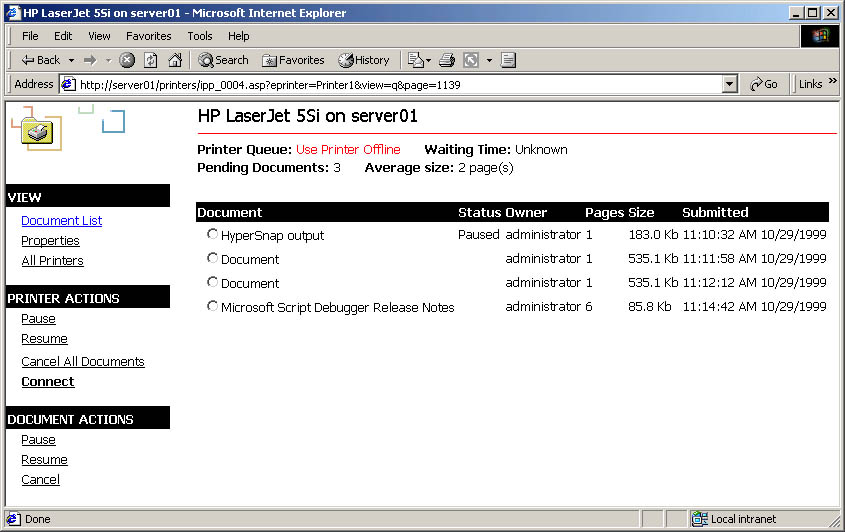 HP LaserJet 5Si on server01 - Microsoft Internet Explorer
File Edit View Favorites Tools Help
Back Search Favorites History
Address http://server01/printers/ipp_0004.asp?eprinter=Printer1&view=q&page=1139 Go Links »
HP LaserJet 5Si on server01
Printer Queue: Use Printer Offline Waiting Time: Unknown
Pending Documents: 3 Average size: 2 page(s)
VIEW
Document List
Properties
All Printers
PRINTER ACTIONS
Pause
Resume
Cancel All Documents
Connect
DOCUMENT ACTIONS
Pause
Resume
Cancel
Document Status Owner Pages Size Submitted
HyperSnap output Paused administrator 1 183.0 Kb 11:10:32 AM 10/29/1999
Document administrator 1 535.1 Kb 11:11:58 AM 10/29/1999
Document administrator 1 535.1 Kb 11:12:12 AM 10/29/1999
Microsoft Script Debugger Release Notes administrator 6 85.8 Kb 11:14:42 AM 10/29/1999
Done Local intranet